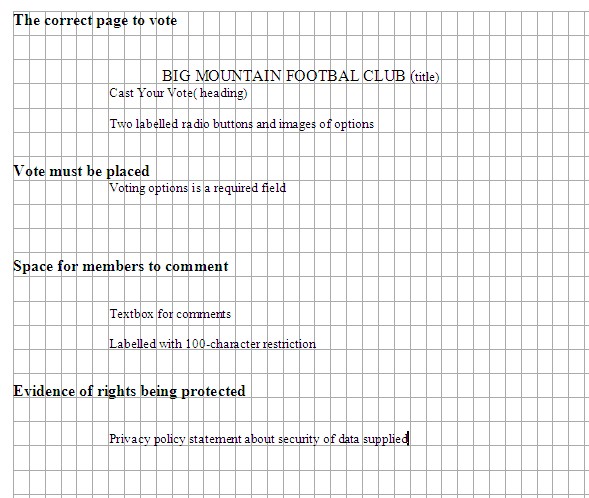 The correct page to vote
BIG MOUNTAIN FOOTBAL CLUB (title)
Cast Your Vote( heading)
Two labelled radio buttons and images of options
Vote must be placed
Voting options is a required field
Space for members to comment
Textbox for comments
Labelled with 100-character restriction
Evidence of rights being protected
Privacy policy statement about security of data supplied